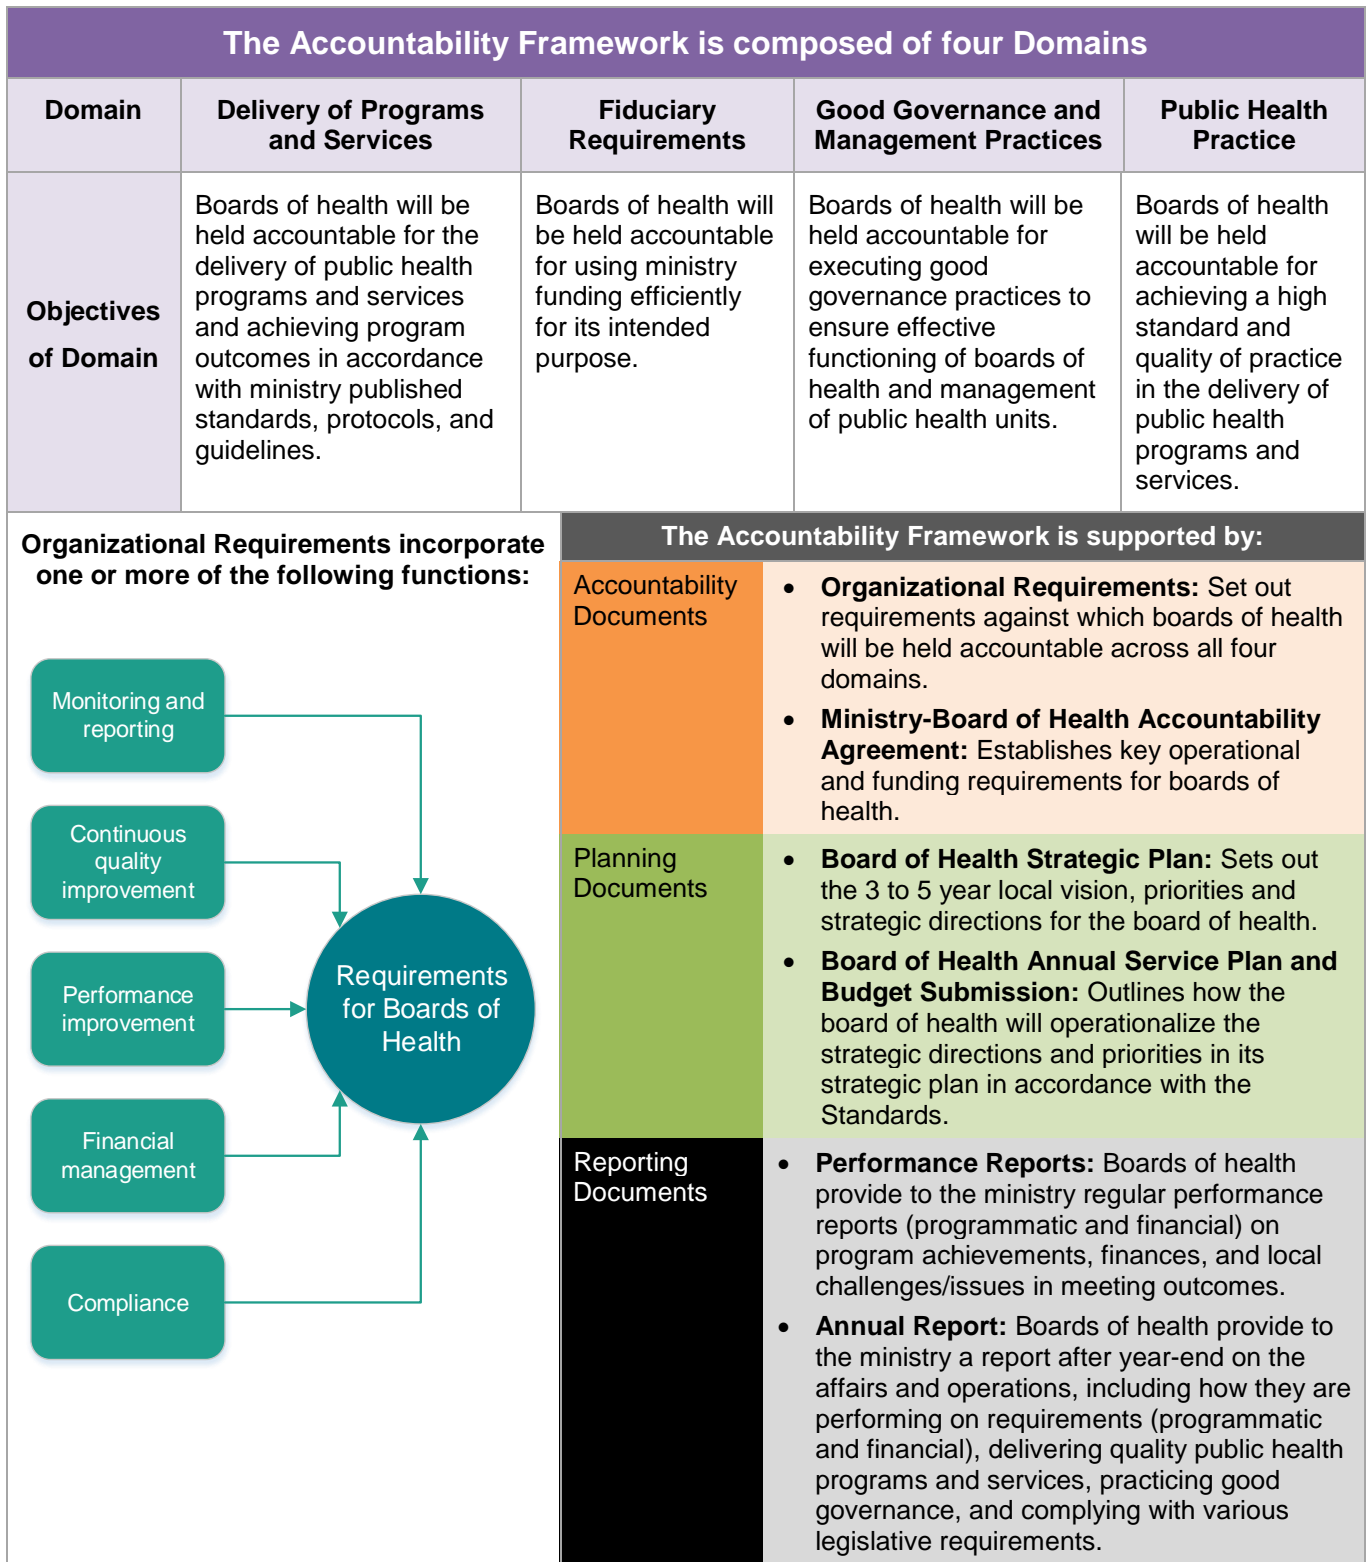 The Accountability Framework is composed of four Domains
Domain
Delivery of Programs
and Services
Fiduciary
Requirements
Good Governance and
Management Practices
Public Health
Practice
Objectives
of Domain
Boards of health will be
held accountable for the
delivery of public health
programs and services
and achieving program
outcomes in accordance
with ministry published
standards, protocols, and
guidelines.
Boards of health will
be held accountable
for using ministry
funding efficiently
for its intended
purpose.
Boards of health will be
held accountable for
executing good
governance practices to
ensure effective
functioning of boards of
health and management
of public health units.
Boards of health
will be held
accountable for
achieving a high
standard and
quality of practice
in the delivery of
public health
programs and
services.
Organizational Requirements incorporate
one or more of the following functions:
Monitoring and
reporting
Continuous
quality
improvement
Performance
improvement
Financial
management
Compliance
Requirements
for Boards of
Health
The Accountability Framework is supported by:
Accountability
Documents
• Organizational Requirements: Set out
requirements against which boards of health
will be held accountable across all four
domains.
• Ministry-Board of Health Accountability
Agreement: Establishes key operational
and funding requirements for boards of
health.
Planning
Documents
• Board of Health Strategic Plan: Sets out
the 3 to 5 year local vision, priorities and
strategic directions for the board of health.
• Board of Health Annual Service Plan and
Budget Submission: Outlines how the
board of health will operationalize the
strategic directions and priorities in its
strategic plan in accordance with the
Standards.
Reporting
Documents
• Performance Reports: Boards of health
provide to the ministry regular performance
reports (programmatic and financial) on
program achievements, finances, and local
challenges/issues in meeting outcomes.
• Annual Report: Boards of health provide to
the ministry a report after year-end on the
affairs and operations, including how they are
performing on requirements (programmatic
and financial), delivering quality public health
programs and services, practicing good
governance, and complying with various
legislative requirements.